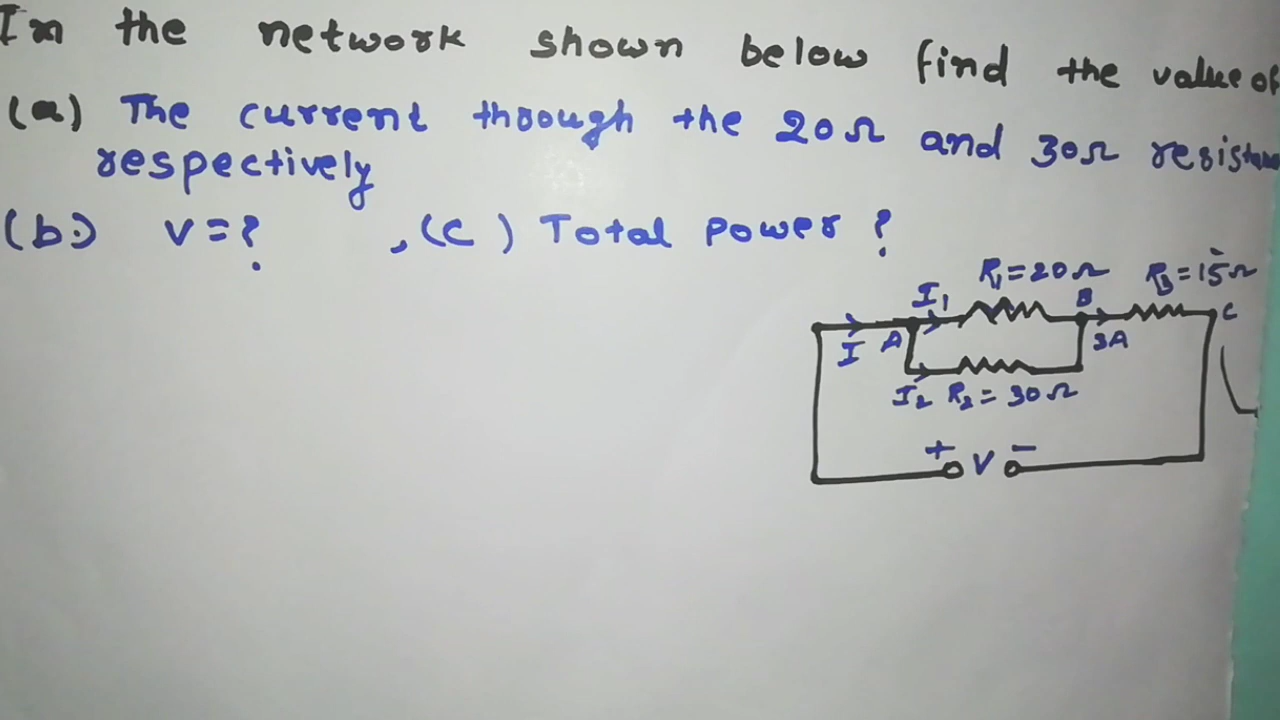 In the network shown below find the value of
(a) The current through the 20Ω and 30Ω
respectively
(b.) V=? , (C) Total Power ?
R₁=20Ω R₃=15Ω
I₁ B C
I A 3A
I₂ R₂=30Ω
+ V −